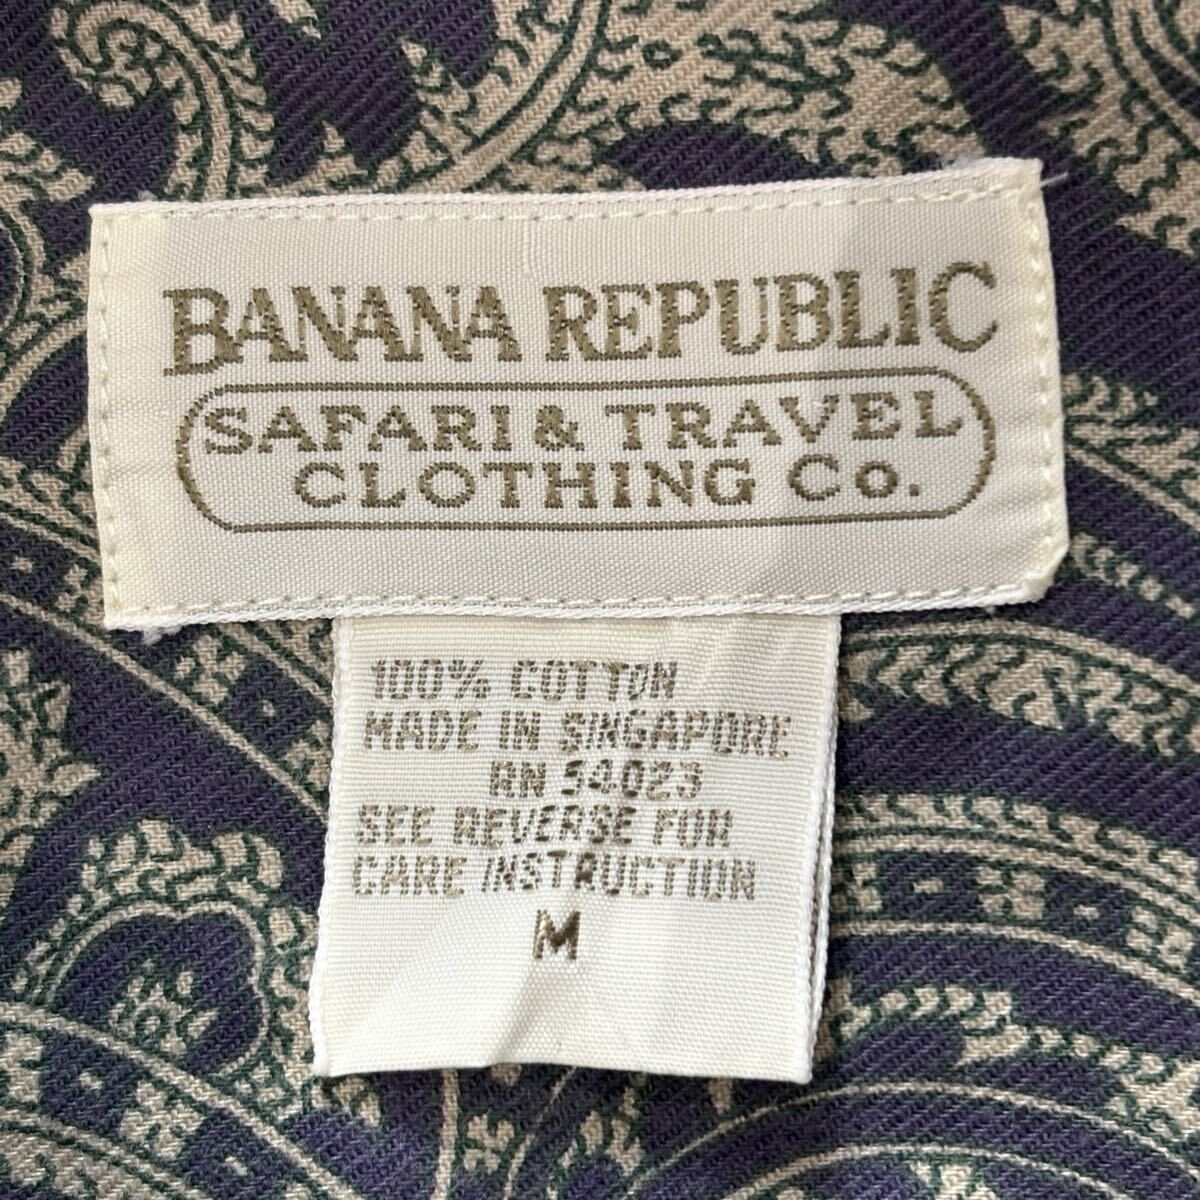 BANANA REPUBLIC
SAFARI & TRAVEL
CLOTHING Co.
100% COTTON
MADE IN SINGAPORE
RN 54023
SEE REVERSE FOR
CARE INSTRUCTION
M